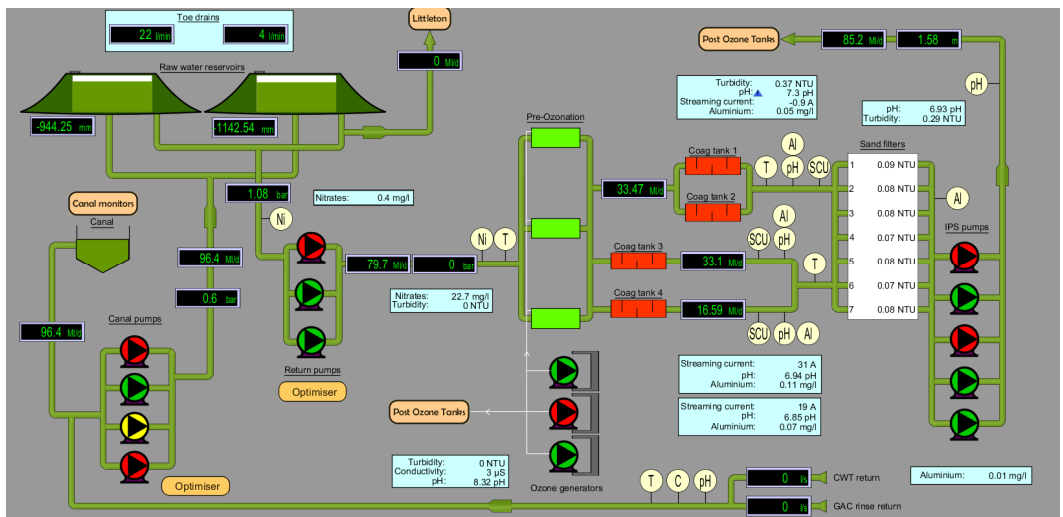 Toe drains
22 l/min
4 l/min
Littleton
0 Ml/d
Post Ozone Tanks
85.2 Ml/d
1.58 m
Raw water reservoirs
-944.25 mm
-1142.54 mm
Turbidity: 0.37 NTU
pH: 7.3 pH
Streaming current: -0.9 A
Aluminium: 0.05 mg/l
pH
pH: 6.93 pH
Turbidity: 0.29 NTU
Pre-Ozonation
Coag tank 1
Al
T
pH
SCU
Sand filters
1 0.09 NTU
2 0.08 NTU
3 0.08 NTU
4 0.07 NTU
5 0.08 NTU
6 0.07 NTU
7 0.08 NTU
Canal monitors
Canal
1.08 bar
Nitrates: 0.4 mg/l
33.47 Ml/d
Coag tank 2
Al
Ni
Al
SCU
pH
IPS pumps
Ni
T
96.4 Ml/d
79.7 Ml/d
0 bar
Coag tank 3
33.1 Ml/d
T
0.6 bar
Nitrates: 22.7 mg/l
Turbidity: 0 NTU
Coag tank 4
16.59 Ml/d
96.4 Ml/d
Canal pumps
SCU
pH
Al
Return pumps
Optimiser
Streaming current: 31 A
pH: 6.94 pH
Aluminium: 0.11 mg/l
Post Ozone Tanks
Streaming current: 19 A
pH: 6.85 pH
Aluminium: 0.07 mg/l
Optimiser
Turbidity: 0 NTU
Conductivity: 3 µS
pH: 8.32 pH
Ozone generators
T
C
pH
0 l/s
CWT return
Aluminium: 0.01 mg/l
0 l/s
GAC rinse return